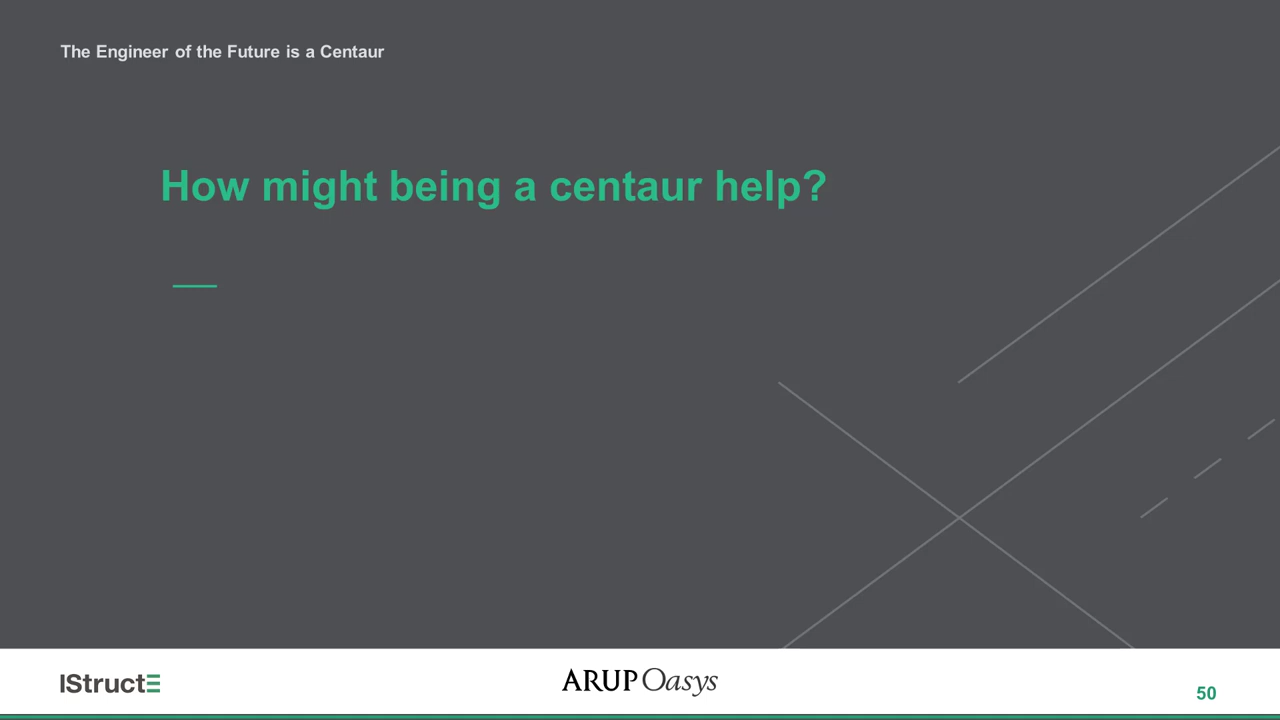 The Engineer of the Future is a Centaur
How might being a centaur help?
IStructE
ARUP Oasys
50